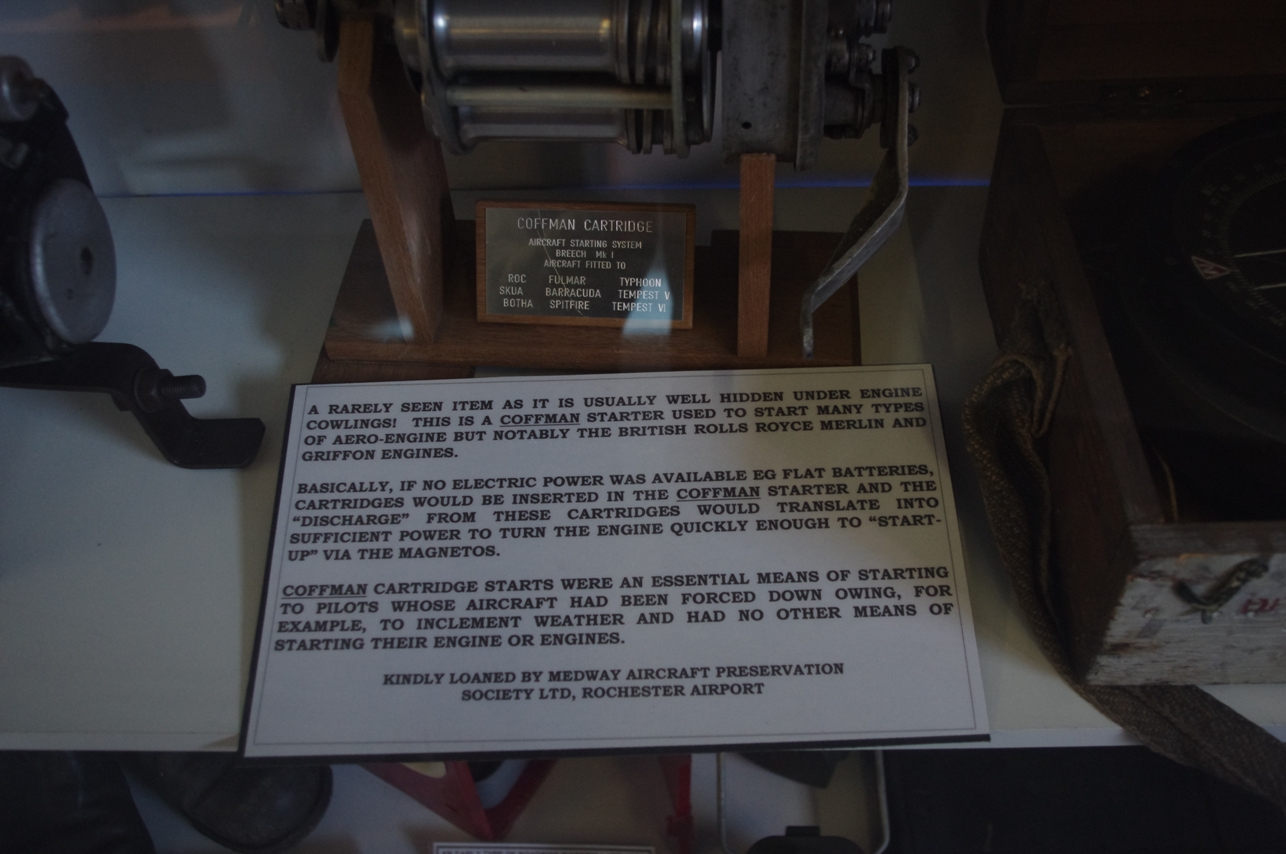 COFFMAN CARTRIDGE
AIRCRAFT STARTING SYSTEM
BREECH Mk I
AIRCRAFT FITTED TO
ROC FULMAR TYPHOON
SKUA BARRACUDA TEMPEST V
BOTHA SPITFIRE TEMPEST VI
A RARELY SEEN ITEM AS IT IS USUALLY WELL HIDDEN UNDER ENGINE
COWLINGS! THIS IS A COFFMAN STARTER USED TO START MANY TYPES
OF AERO-ENGINE BUT NOTABLY THE BRITISH ROLLS ROYCE MERLIN AND
GRIFFON ENGINES.
BASICALLY, IF NO ELECTRIC POWER WAS AVAILABLE EG FLAT BATTERIES,
CARTRIDGES WOULD BE INSERTED IN THE COFFMAN STARTER AND THE
“DISCHARGE” FROM THESE CARTRIDGES WOULD TRANSLATE INTO
SUFFICIENT POWER TO TURN THE ENGINE QUICKLY ENOUGH TO “START-
UP” VIA THE MAGNETOS.
COFFMAN CARTRIDGE STARTS WERE AN ESSENTIAL MEANS OF STARTING
TO PILOTS WHOSE AIRCRAFT HAD BEEN FORCED DOWN OWING, FOR
EXAMPLE, TO INCLEMENT WEATHER AND HAD NO OTHER MEANS OF
STARTING THEIR ENGINE OR ENGINES.
KINDLY LOANED BY MEDWAY AIRCRAFT PRESERVATION
SOCIETY LTD, ROCHESTER AIRPORT